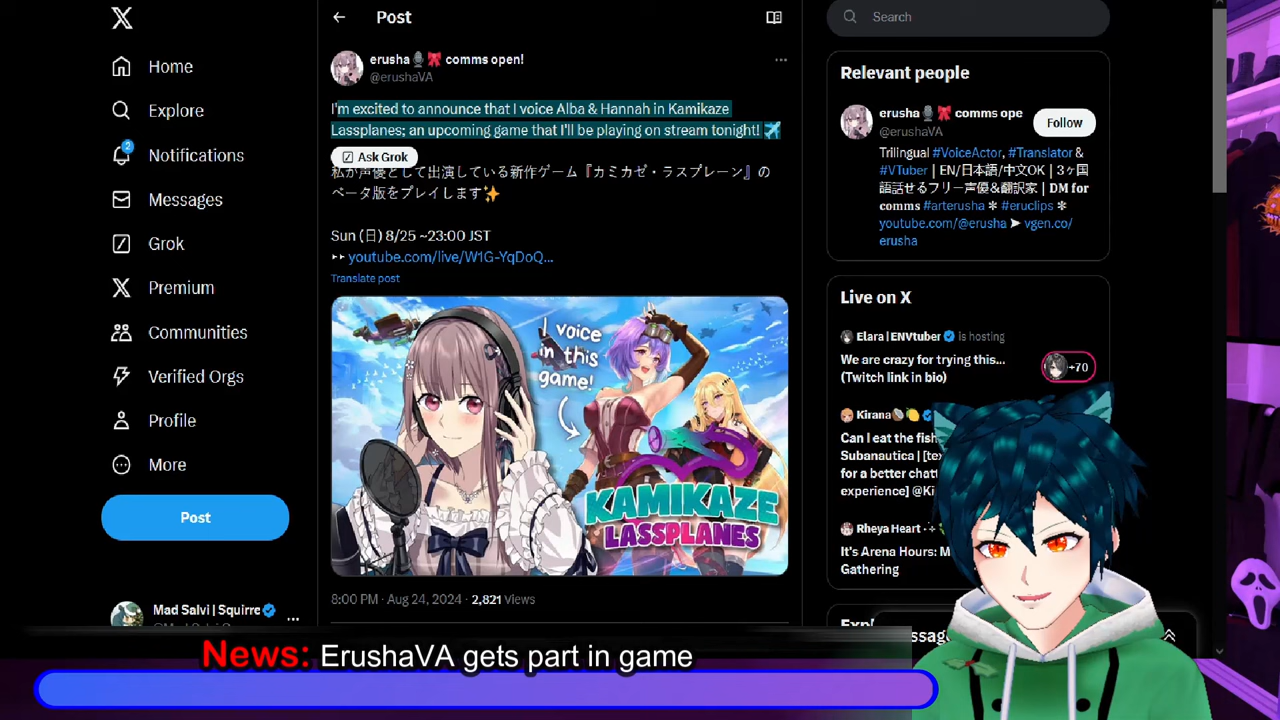 Post
Search
Home
Explore
2
Notifications
Messages
Grok
Premium
Communities
Verified Orgs
Profile
More
Post
Mad Salvi | Squirre
erusha🎙️🎀 comms open!
@erushaVA
I'm excited to announce that I voice Alba & Hannah in Kamikaze
Lassplanes; an upcoming game that I'll be playing on stream tonight! ✈️
Ask Grok
私が声優として出演している新作ゲーム『カミカゼ・ラスプレーン』の
ベータ版をプレイします✨
Sun (日) 8/25 ~23:00 JST
youtube.com/live/W1G-YqDoQ...
Translate post
I voice
in this
game!
KAMIKAZE
LASSPLANES
8:00 PM · Aug 24, 2024 · 2,821 Views
Relevant people
erusha🎙️🎀 comms ope
@erushaVA
Follow
Trilingual #VoiceActor, #Translator &
#VTuber | EN/日本語/中文OK | 3ヶ国
語話せるフリー声優&翻訳家 | DM for
comms #arterusha ✻ #eruclips ✻
youtube.com/@erusha ➤ vgen.co/
erusha
Live on X
Elara | ENVtuber is hosting
We are crazy for trying this...
(Twitch link in bio)
+70
Kirana
Can I eat the fish
Subnautica | [tex
for a better chatt
experience] @Ki
Rheya Heart
It's Arena Hours: M
Gathering
News: ErushaVA gets part in game